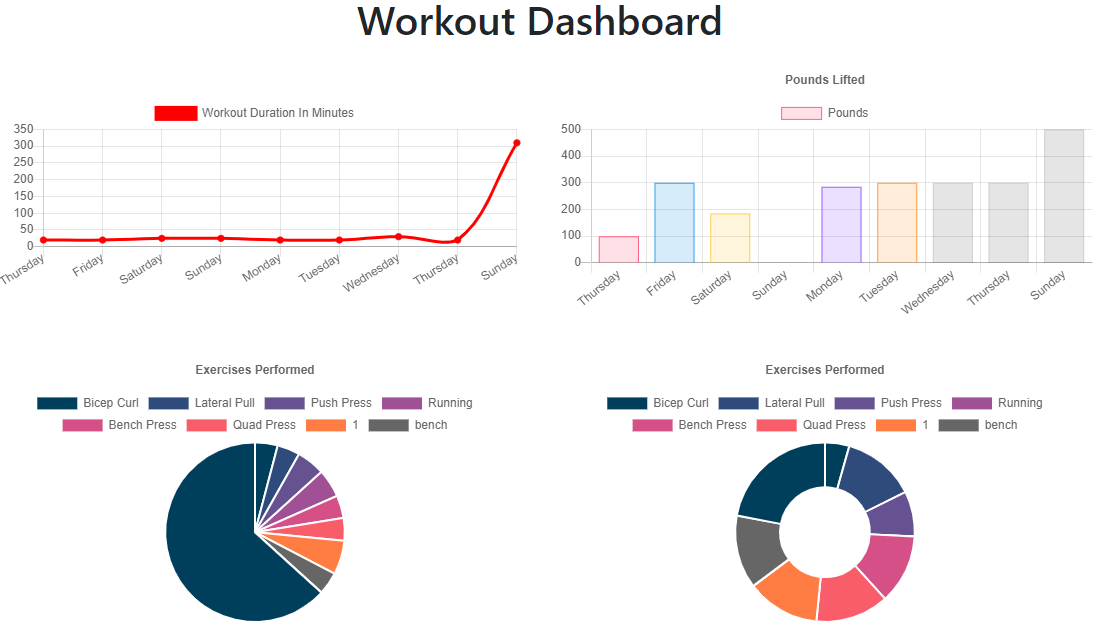 Workout Dashboard
Workout Duration In Minutes
350
300
250
200
150
100
50
0
Thursday Friday Saturday Sunday Monday Tuesday Wednesday Thursday Sunday
Pounds Lifted
Pounds
500
400
300
200
100
0
Thursday Friday Saturday Sunday Monday Tuesday Wednesday Thursday Sunday
Exercises Performed
Bicep Curl Lateral Pull Push Press Running
Bench Press Quad Press 1 bench
Exercises Performed
Bicep Curl Lateral Pull Push Press Running
Bench Press Quad Press 1 bench